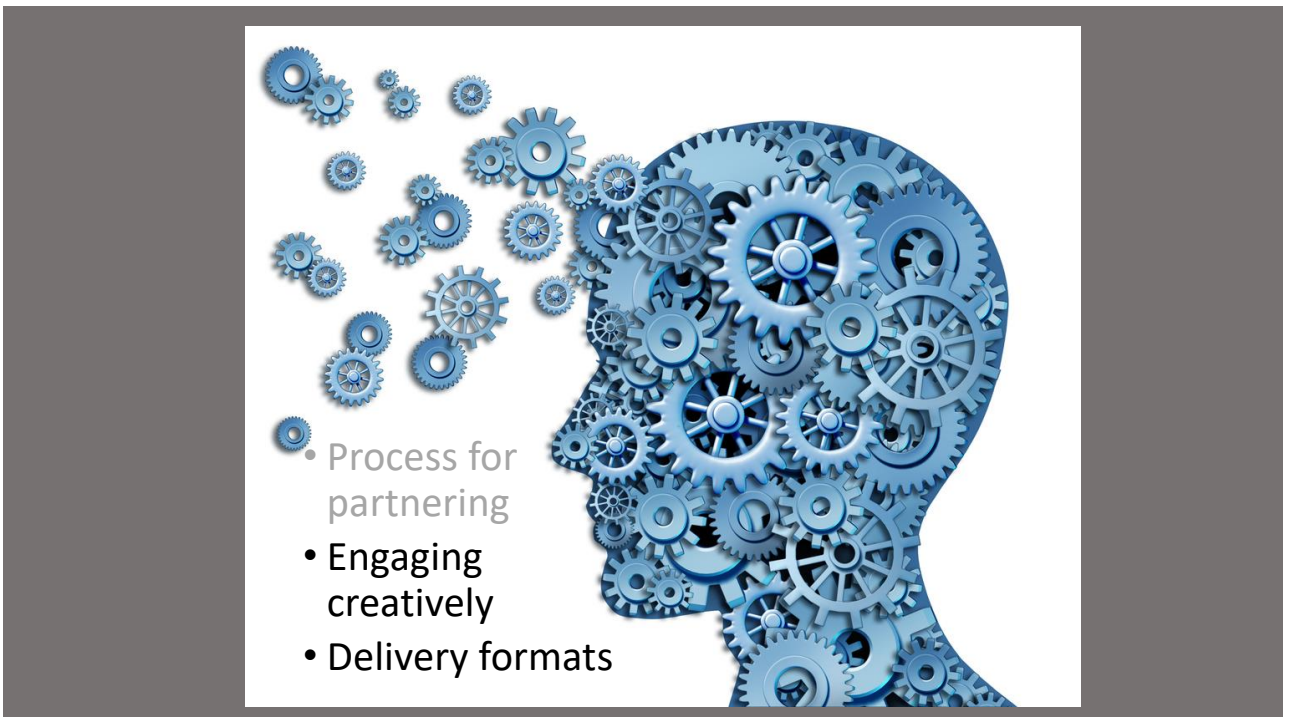 • Process for
partnering
• Engaging
creatively
• Delivery formats